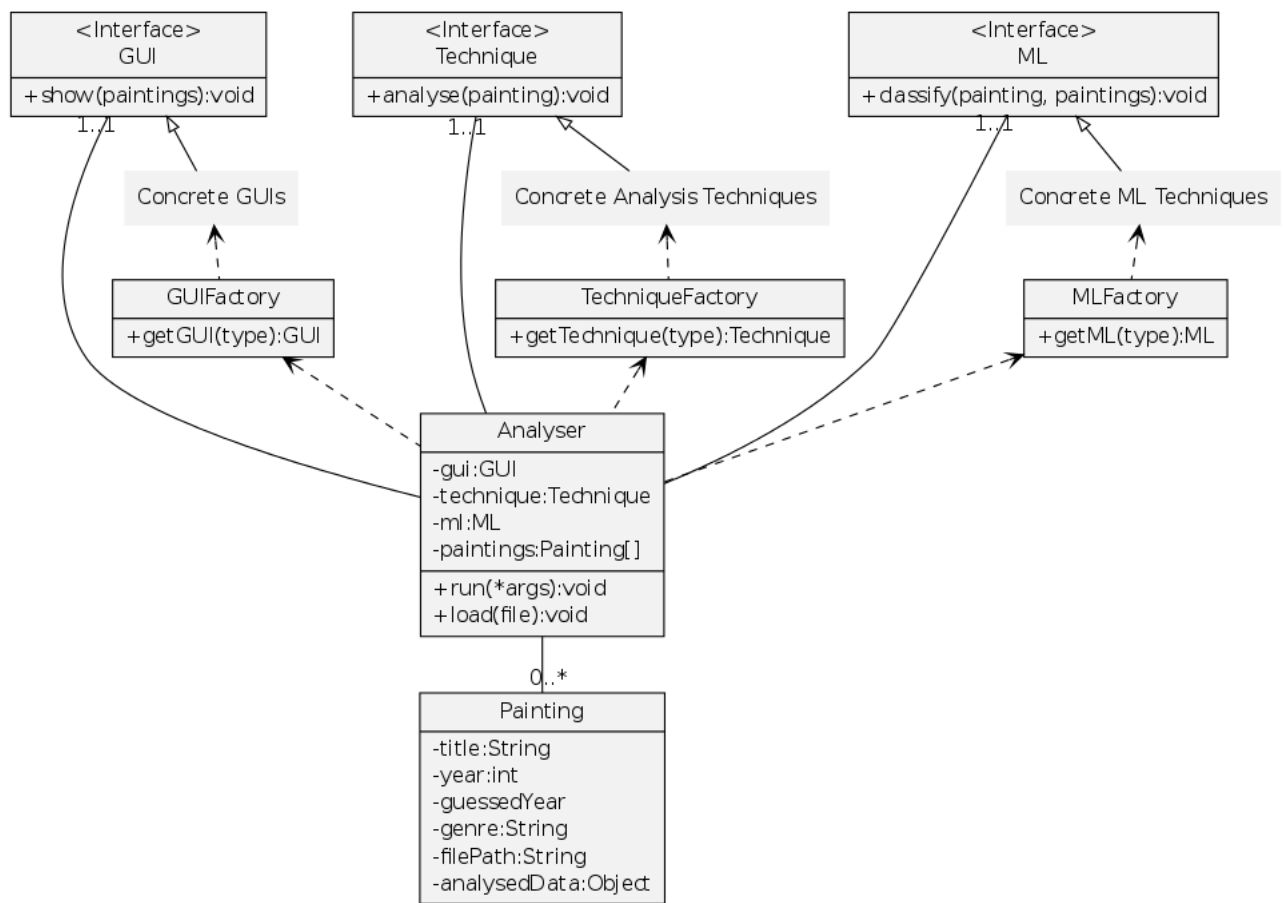 <Interface>
GUI
+show(paintings):void
<Interface>
Technique
+analyse(painting):void
<Interface>
ML
+classify(painting, paintings):void
1..1
1..1
1..1
Concrete GUIs
Concrete Analysis Techniques
Concrete ML Techniques
GUIFactory
+getGUI(type):GUI
TechniqueFactory
+getTechnique(type):Technique
MLFactory
+getML(type):ML
Analyser
-gui:GUI
-technique:Technique
-ml:ML
-paintings:Painting[]
+run(*args):void
+load(file):void
0..*
Painting
-title:String
-year:int
-guessedYear
-genre:String
-filePath:String
-analysedData:Object